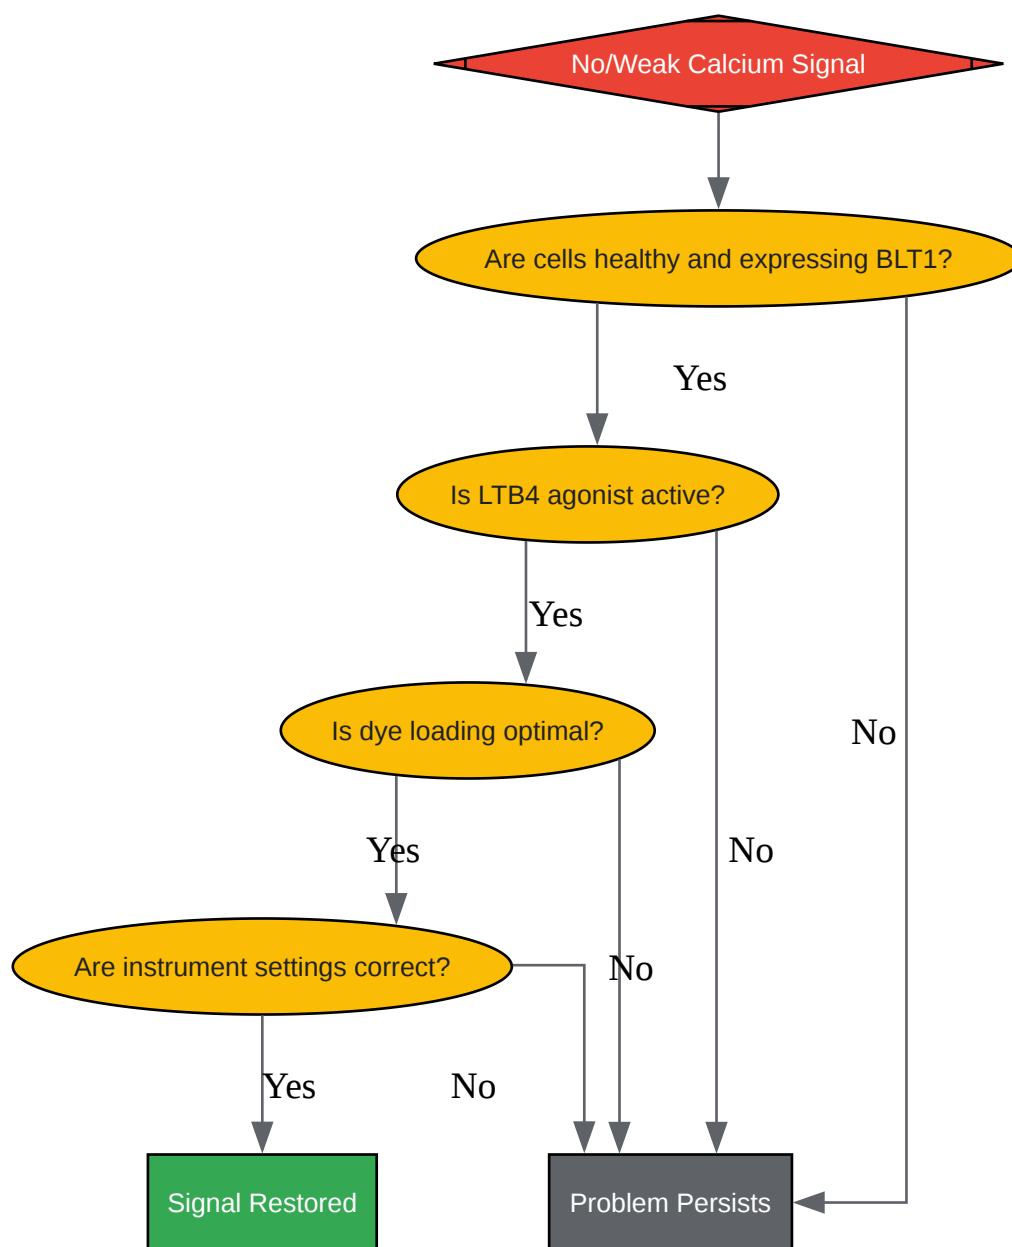 No/Weak Calcium Signal
Are cells healthy and expressing BLT1?
Yes
Is LTB4 agonist active?
Yes
Is dye loading optimal?
No
Yes
No
Are instrument settings correct?
No
Yes
No
Signal Restored
Problem Persists